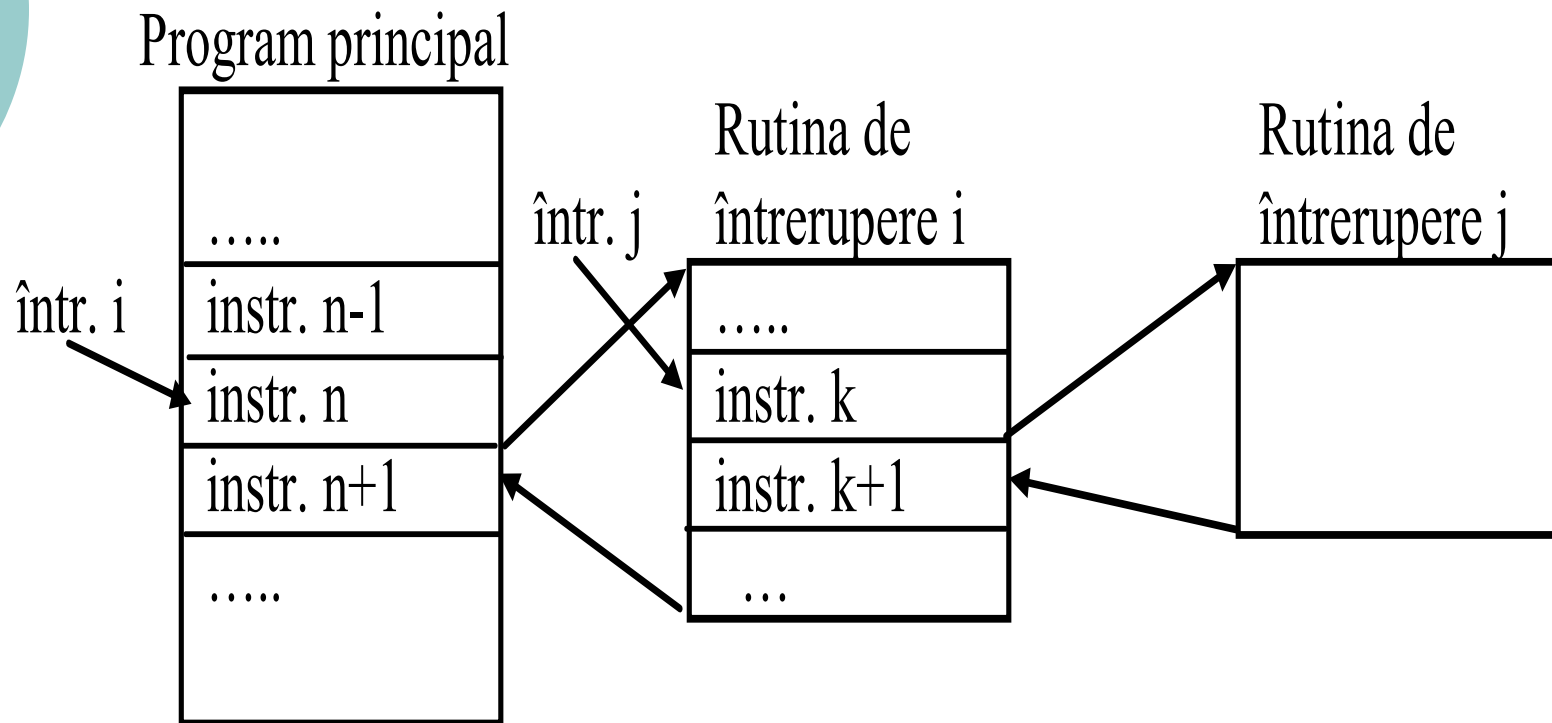 Program principal
…..
instr. n-1
instr. n
instr. n+1
…..
într. i
într. j
Rutina de
întrerupere i
…..
instr. k
instr. k+1
…
Rutina de
întrerupere j